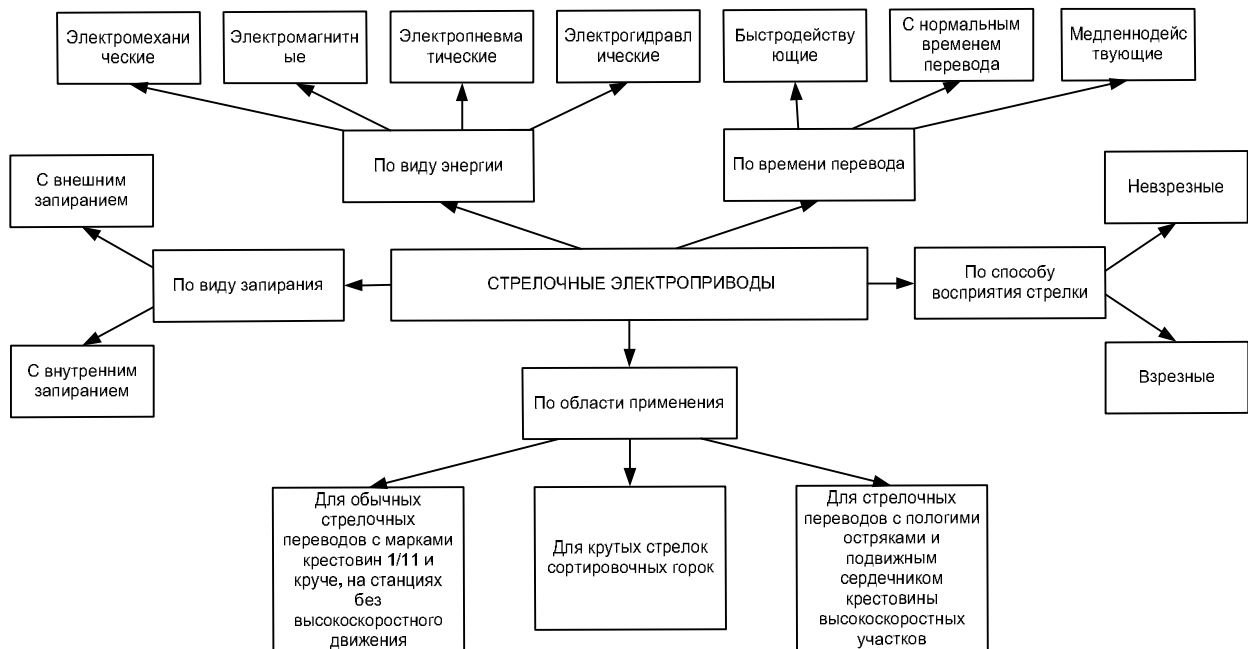 Электромехани
ческие
Электромагнитн
ые
Электропневма
тические
Электрогидравл
ические
Быстродейству
ющие
С нормальным
временем
перевода
Медленнодейс
твующие
По виду энергии
По времени перевода
С внешним
запиранием
Невзрезные
По виду запирания
СТРЕЛОЧНЫЕ ЭЛЕКТРОПРИВОДЫ
По способу
восприятия стрелки
С внутренним
запиранием
Взрезные
По области применения
Для обычных
стрелочных
переводов с марками
крестовин 1/11 и
круче, на станциях
без
высокоскоростного
движения
Для крутых стрелок
сортировочных горок
Для стрелочных
переводов с пологими
остряками и
подвижным
сердечником
крестовины
высокоскоростных
участков